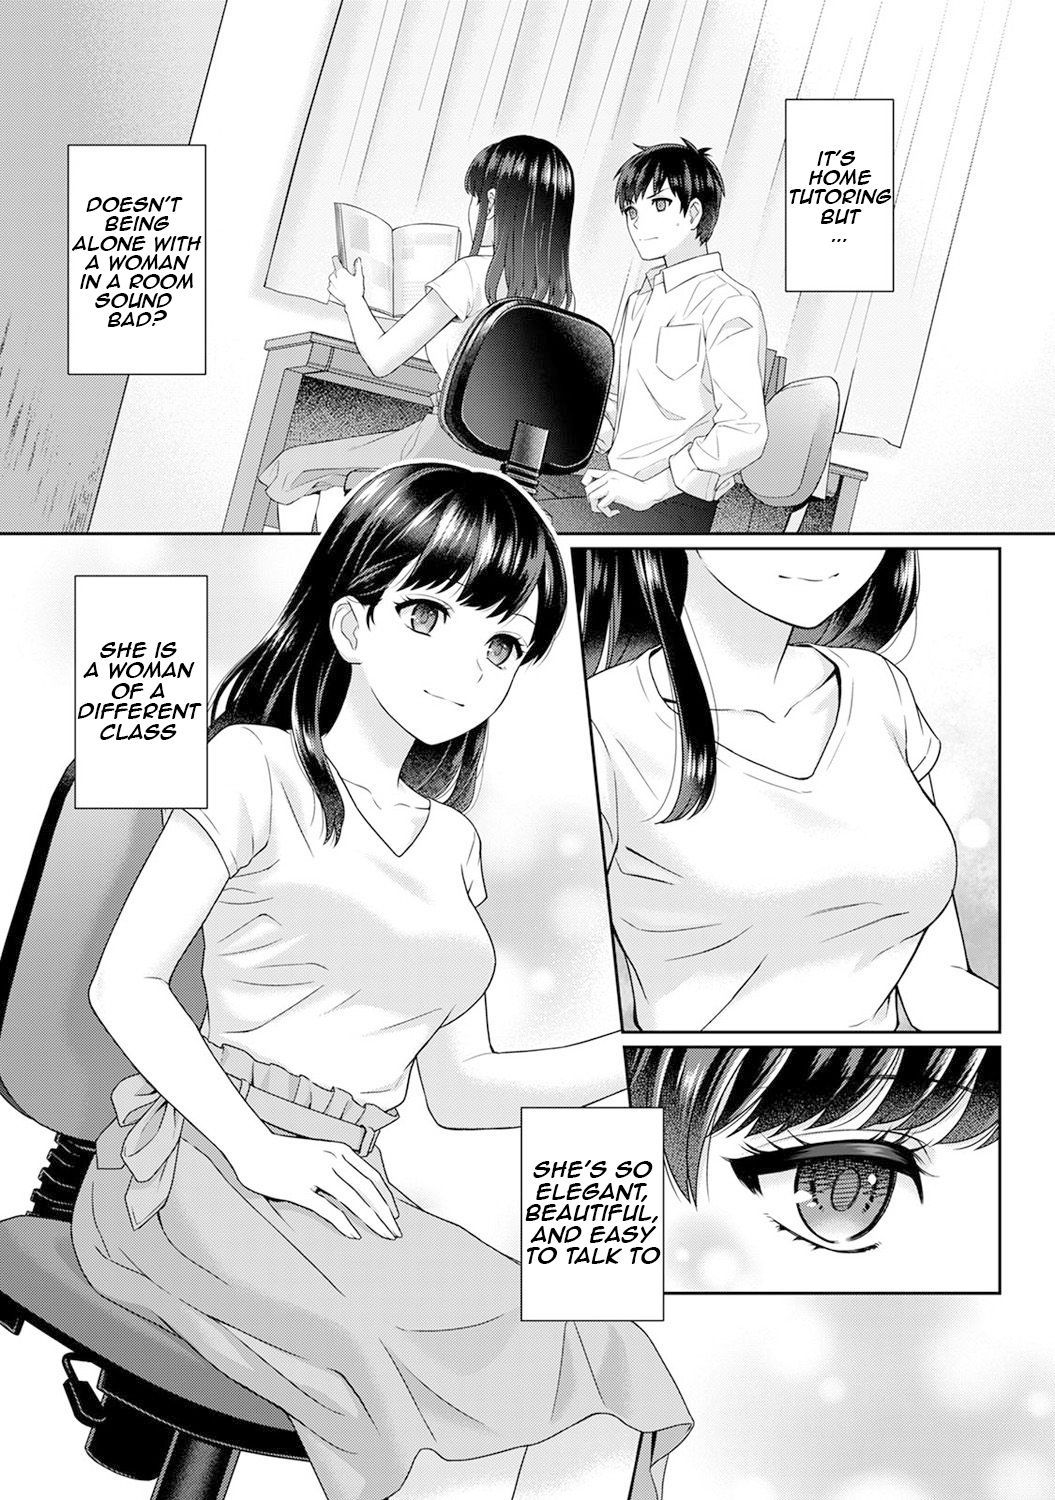 IT'S
HOME
TUTORING
BUT
...
DOESN'T
BEING
ALONE WITH
A WOMAN
IN A ROOM
SOUND
BAD?
SHE IS
A WOMAN
OF A
DIFFERENT
CLASS
SHE'S SO
ELEGANT,
BEAUTIFUL,
AND EASY
TO TALK TO